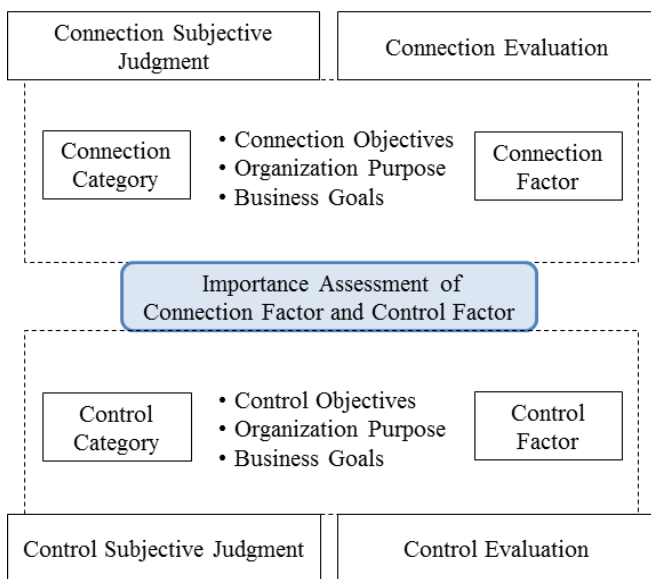 Connection Subjective
Judgment
Connection Evaluation
Connection
Category
• Connection Objectives
• Organization Purpose
• Business Goals
Connection
Factor
Importance Assessment of
Connection Factor and Control Factor
Control
Category
• Control Objectives
• Organization Purpose
• Business Goals
Control
Factor
Control Subjective Judgment
Control Evaluation